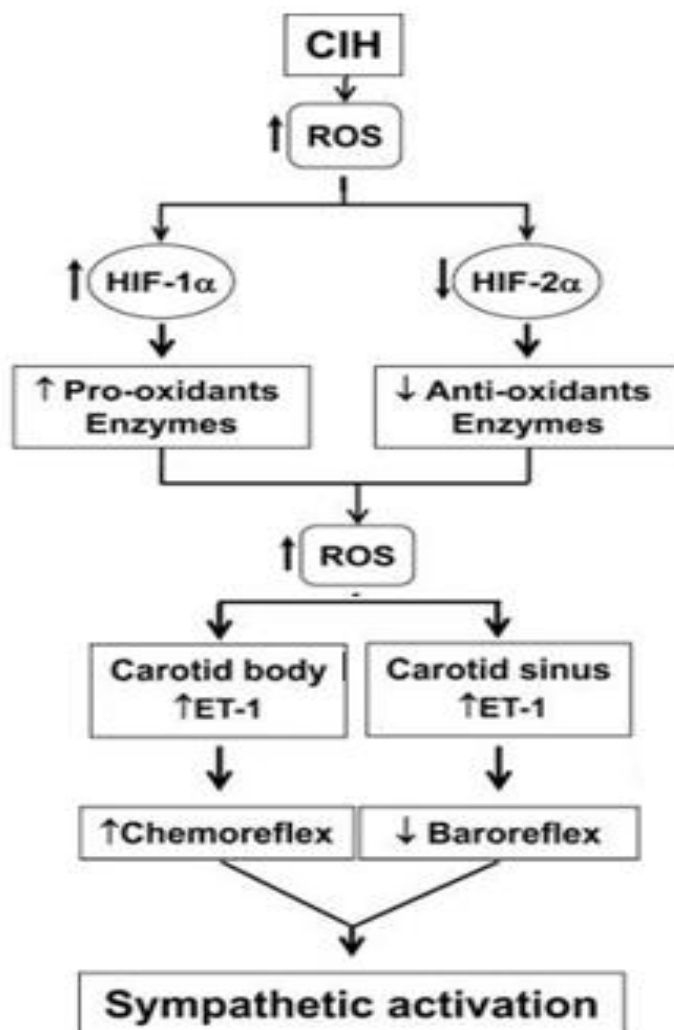 CIH
↑ ROS
↑ HIF-1α
↓ HIF-2α
↑ Pro-oxidants
Enzymes
↓ Anti-oxidants
Enzymes
↑ ROS
Carotid body
↑ET-1
Carotid sinus
↑ET-1
↑Chemoreflex
↓ Baroreflex
Sympathetic activation